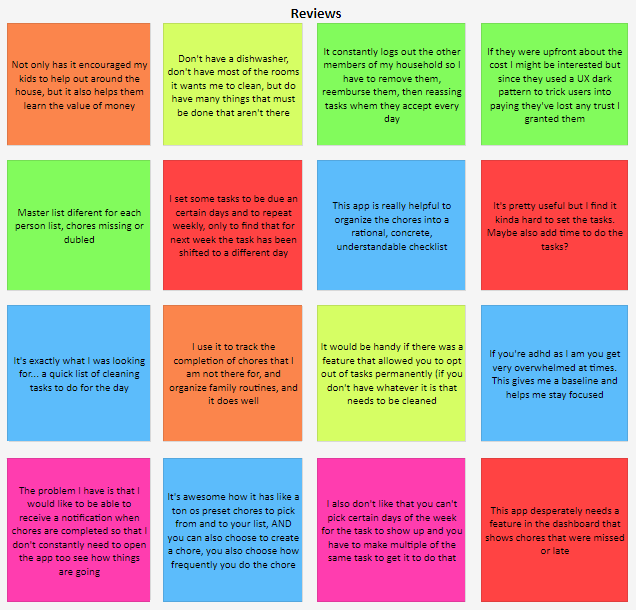 Reviews
Not only has it encouraged my
kids to help out around the
house, but it also helps them
learn the value of money
Don't have a dishwasher,
don't have most of the rooms
it wants me to clean, but do
have many things that must
be done that aren't there
It constantly logs out the other
members of my household so I
have to remove them,
reemburse them, then reassing
tasks whem they accept every
day
If they were upfront about the
cost I might be interested but
since they used a UX dark
pattern to trick users into
paying they've lost any trust I
granted them
Master list diferent for each
person list, chores missing or
dubled
I set some tasks to be due an
certain days and to repeat
weekly, only to find that for
next week the task has been
shifted to a different day
This app is really helpful to
organize the chores into a
rational, concrete,
understandable checklist
It's pretty useful but I find it
kinda hard to set the tasks.
Maybe also add time to do the
tasks?
It's exactly what I was looking
for... a quick list of cleaning
tasks to do for the day
I use it to track the
completion of chores that I
am not there for, and
organize family routines, and
it does well
It would be handy if there was a
feature that allowed you to opt
out of tasks permanently (if you
don't have whatever it is that
needs to be cleaned
If you're adhd as I am you get
very overwhelmed at times.
This gives me a baseline and
helps me stay focused
The problem I have is that I
would like to be able to
receive a notification when
chores are completed so that I
don't constantly need to open
the app too see how things
are going
It's awesome how it has like a
ton os preset chores to pick
from and to your list, AND
you can also choose to create
a chore, you also choose how
frequently you do the chore
I also don't like that you can't
pick certain days of the week
for the task to show up and you
have to make multiple of the
same task to get it to do that
This app desperately needs a
feature in the dashboard that
shows chores that were missed
or late